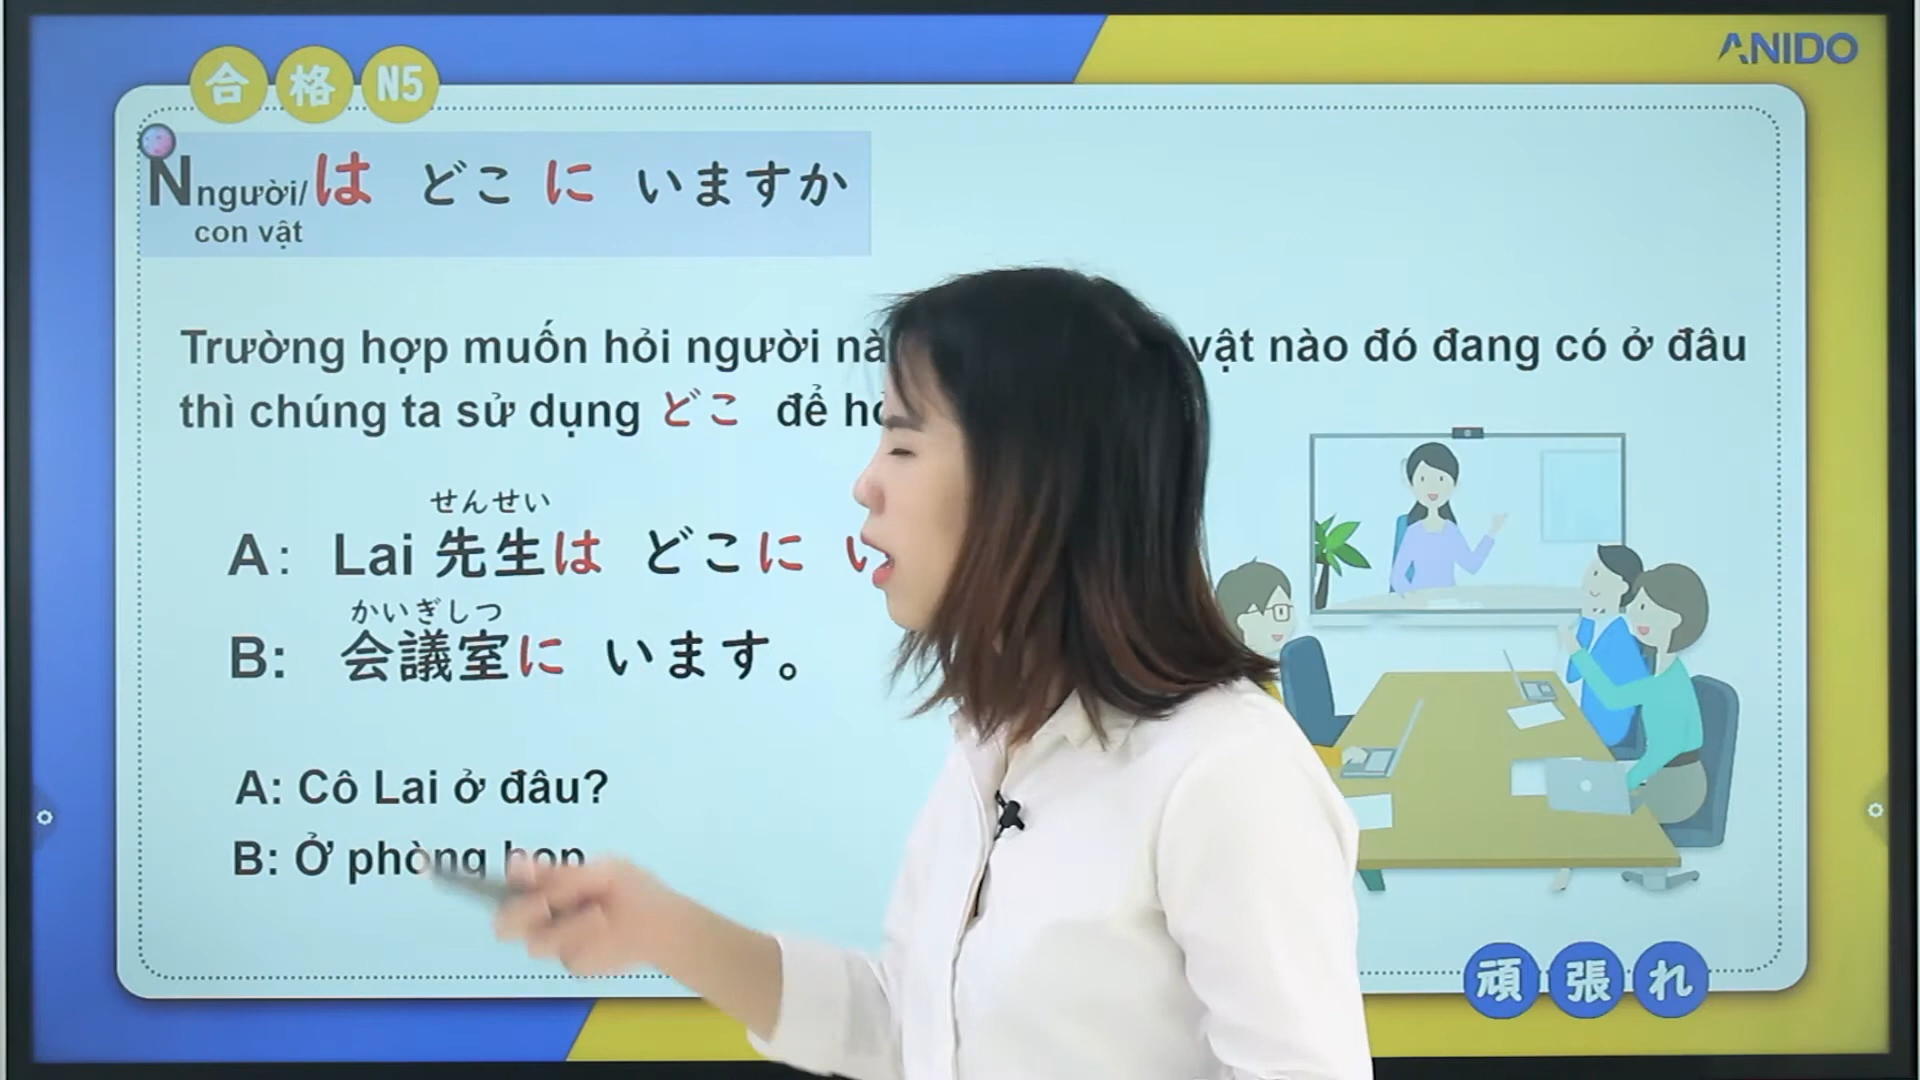 ANIDO
合格 N5
Nngười/は どこ に いますか
con vật
Trường hợp muốn hỏi người vật nào đó đang có ở đâu
thì chúng ta sử dụng どこ để
せんせい
A: Lai 先生は どこに
かいぎしつ
B: 会議室に います。
A: Cô Lai ở đâu?
B: Ở phòng họp
頑張れ